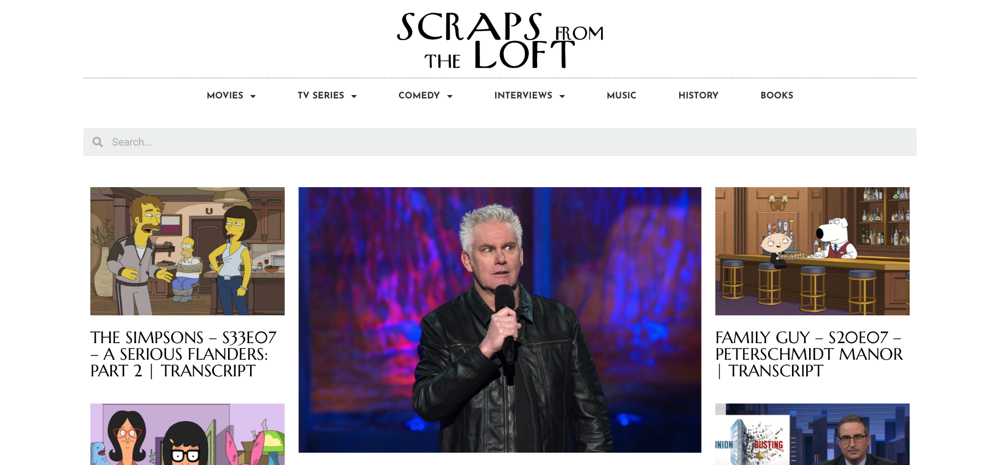 SCRAPS FROM
THE LOFT
MOVIES
TV SERIES
COMEDY
INTERVIEWS
MUSIC
HISTORY
BOOKS
Search...
THE SIMPSONS – S33E07
– A SERIOUS FLANDERS:
PART 2 | TRANSCRIPT
FAMILY GUY – S20E07 –
PETERSCHMIDT MANOR
| TRANSCRIPT
UNION BUSTING